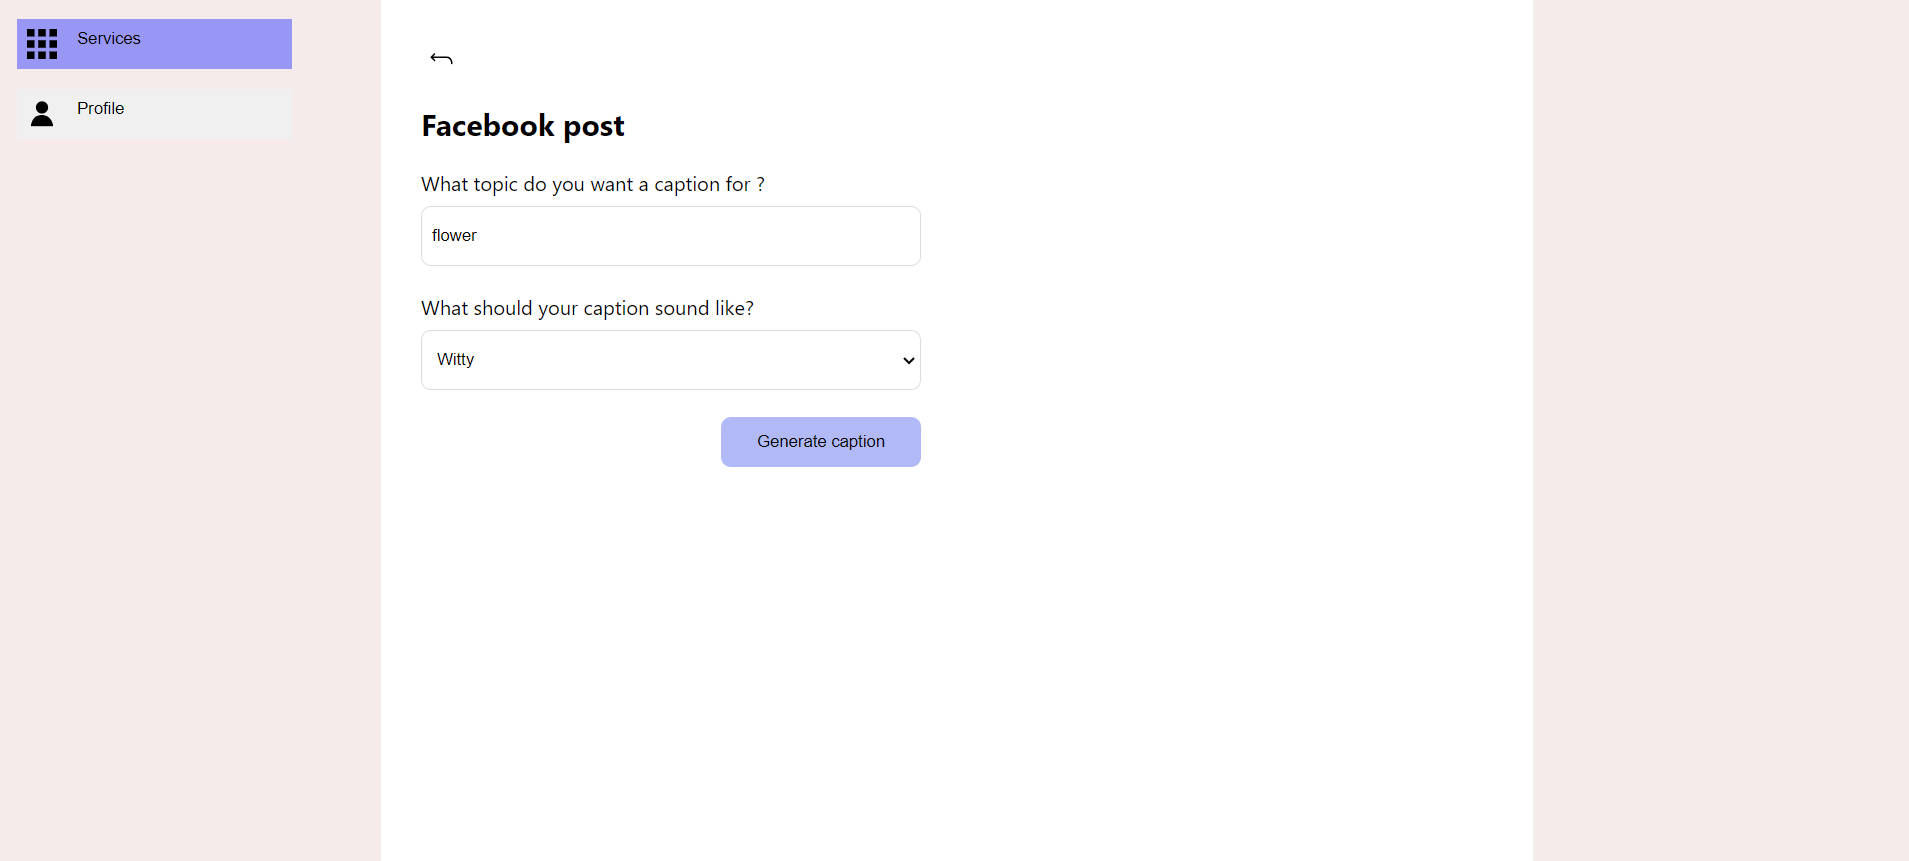 Services
Profile
Facebook post
What topic do you want a caption for ?
flower
What should your caption sound like?
Witty
Generate caption